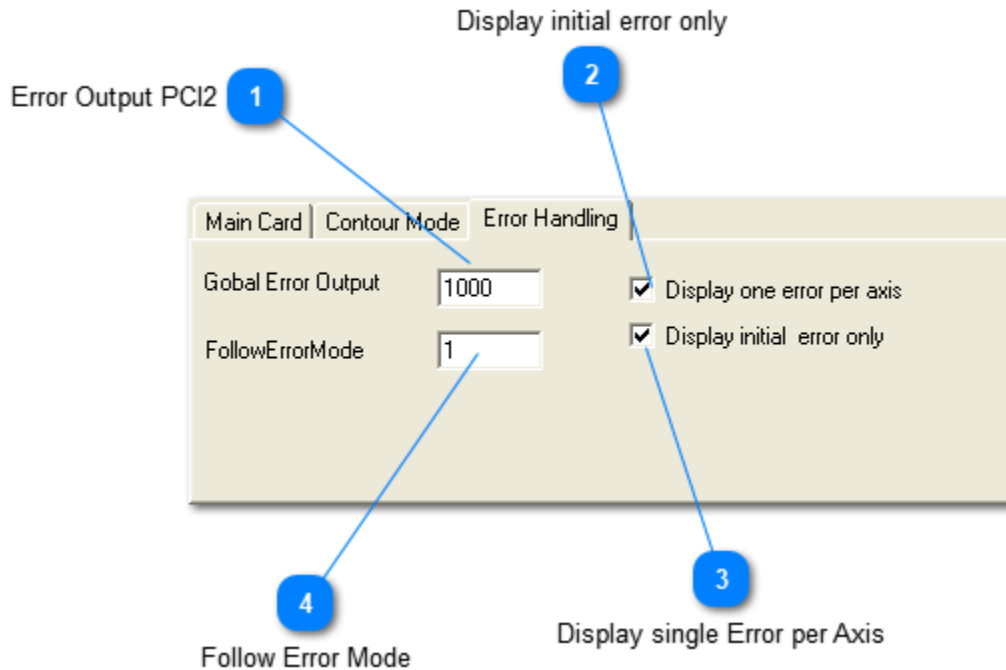 Display initial error only
2
Error Output PCI2 1
Main Card Contour Mode Error Handling
Gobal Error Output 1000 Display one error per axis
FollowErrorMode 1 Display initial error only
4
Follow Error Mode
3
Display single Error per Axis